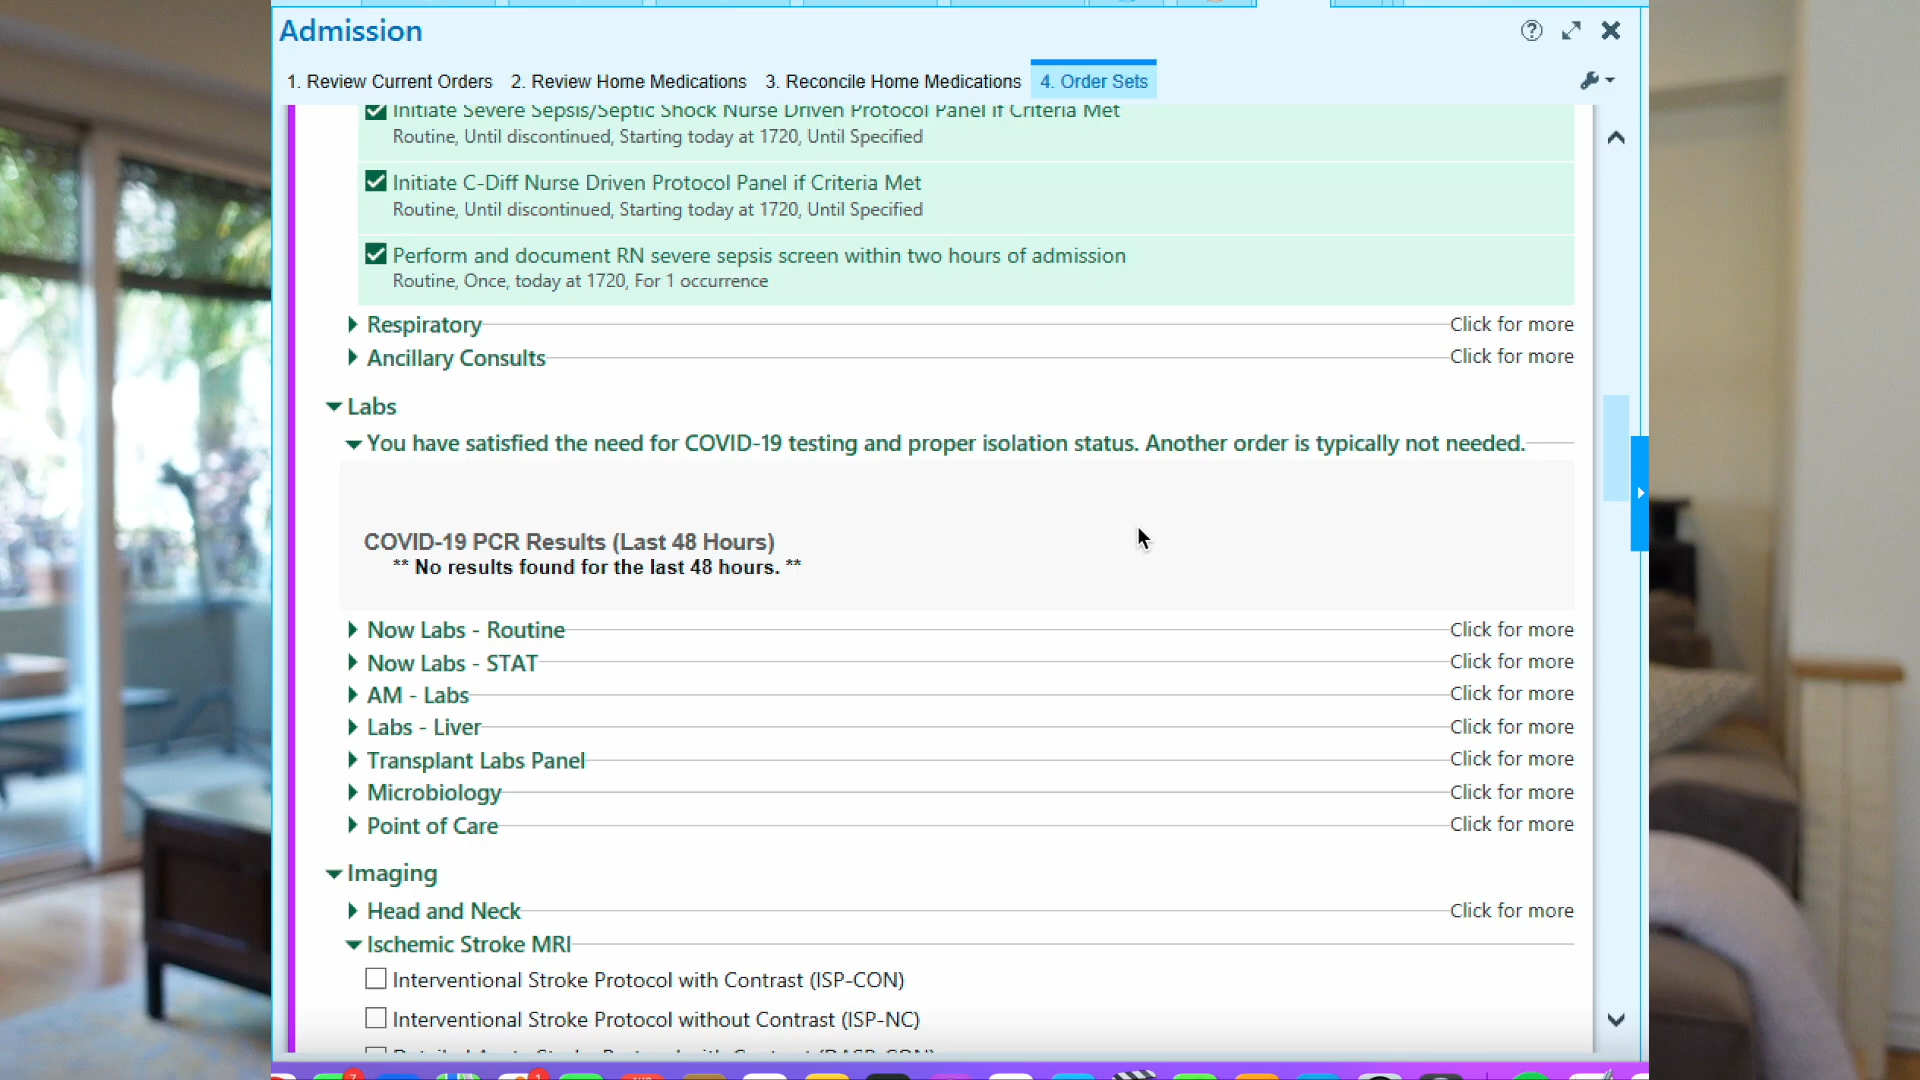 Admission
1. Review Current Orders 2. Review Home Medications 3. Reconcile Home Medications 4. Order Sets
Initiate Severe Sepsis/Septic Shock Nurse Driven Protocol Panel if Criteria Met
Routine, Until discontinued, Starting today at 1720, Until Specified
Initiate C-Diff Nurse Driven Protocol Panel if Criteria Met
Routine, Until discontinued, Starting today at 1720, Until Specified
Perform and document RN severe sepsis screen within two hours of admission
Routine, Once, today at 1720, For 1 occurrence
Respiratory Click for more
Ancillary Consults Click for more
Labs
You have satisfied the need for COVID-19 testing and proper isolation status. Another order is typically not needed.
COVID-19 PCR Results (Last 48 Hours)
** No results found for the last 48 hours. **
Now Labs - Routine Click for more
Now Labs - STAT Click for more
AM - Labs Click for more
Labs - Liver Click for more
Transplant Labs Panel Click for more
Microbiology Click for more
Point of Care Click for more
Imaging
Head and Neck Click for more
Ischemic Stroke MRI
Interventional Stroke Protocol with Contrast (ISP-CON)
Interventional Stroke Protocol without Contrast (ISP-NC)